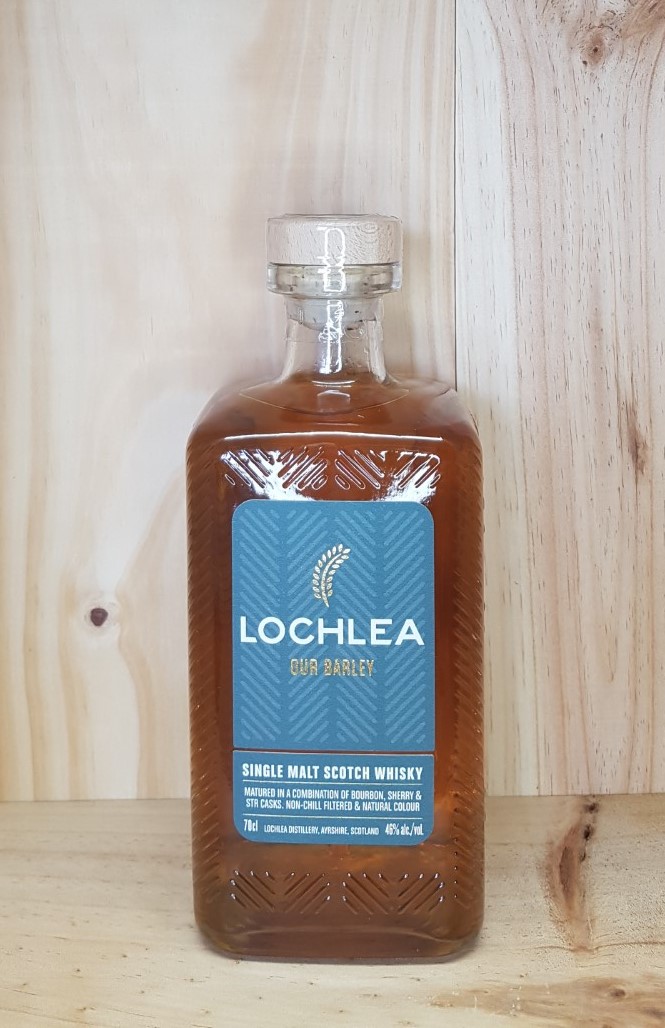 LOCHLEA
OUR BARLEY
SINGLE MALT SCOTCH WHISKY
MATURED IN A COMBINATION OF BOURBON, SHERRY &
STR CASKS. NON-CHILL FILTERED & NATURAL COLOUR
70cl LOCHLEA DISTILLERY, AYRSHIRE, SCOTLAND 46% alc./vol.